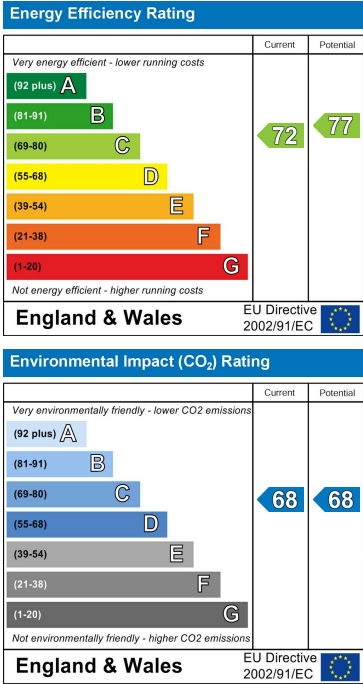 Energy Efficiency Rating
Current Potential
Very energy efficient - lower running costs
(92 plus) A
(81-91) B
(69-80) C
(55-68) D
(39-54) E
(21-38) F
(1-20) G
72 77
Not energy efficient - higher running costs
England & Wales
EU Directive
2002/91/EC
Environmental Impact (CO₂) Rating
Current Potential
Very environmentally friendly - lower CO2 emissions
(92 plus) A
(81-91) B
(69-80) C
(55-68) D
(39-54) E
(21-38) F
(1-20) G
68 68
Not environmentally friendly - higher CO2 emissions
England & Wales
EU Directive
2002/91/EC